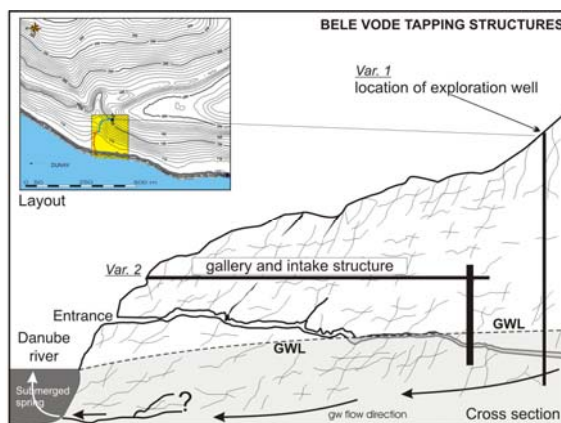 BELE VODE TAPPING STRUCTURES
Var. 1
location of exploration well
DUNAV
Layout
Var. 2
gallery and intake structure
Entrance
GWL
GWL
Danube
river
Submerged
spring
?
gw flow direction
Cross section